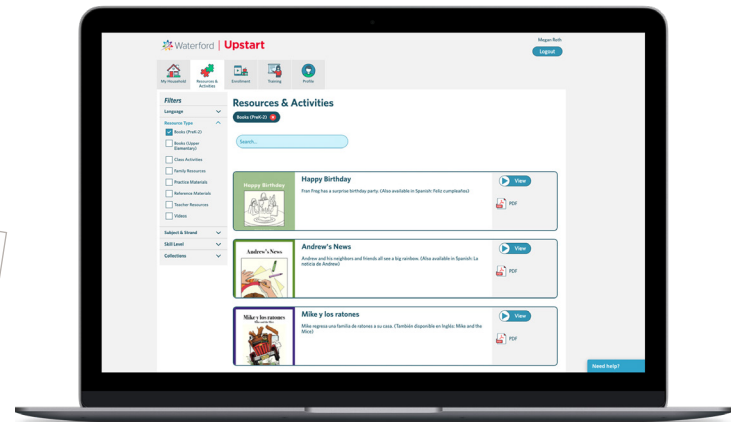 Megan Roth
Waterford | Upstart
Logout
My Household
Resources & Activities
Enrollment
Training
Profile
Filters
Language
Resource Type
Books (PreK-2)
Books (Upper Elementary)
Class Activities
Family Resources
Practice Materials
Reference Materials
Teacher Resources
Videos
Subject & Strand
Skill Level
Collections
Resources & Activities
Books (PreK-2)
Search...
Happy Birthday
Happy Birthday
Fran Frog has a surprise birthday party. (Also available in Spanish: Feliz cumpleaños)
View
PDF
Andrew's News
Andrew's News
Andrew and his neighbors and friends all see a big rainbow. (Also available in Spanish: La
noticia de Andrew)
View
PDF
Mike y los ratones
Mike and the Mice
Mike y los ratones
Mike regresa una familia de ratones a su casa. (También disponible en inglés: Mike and the
Mice)
View
PDF
Need help?